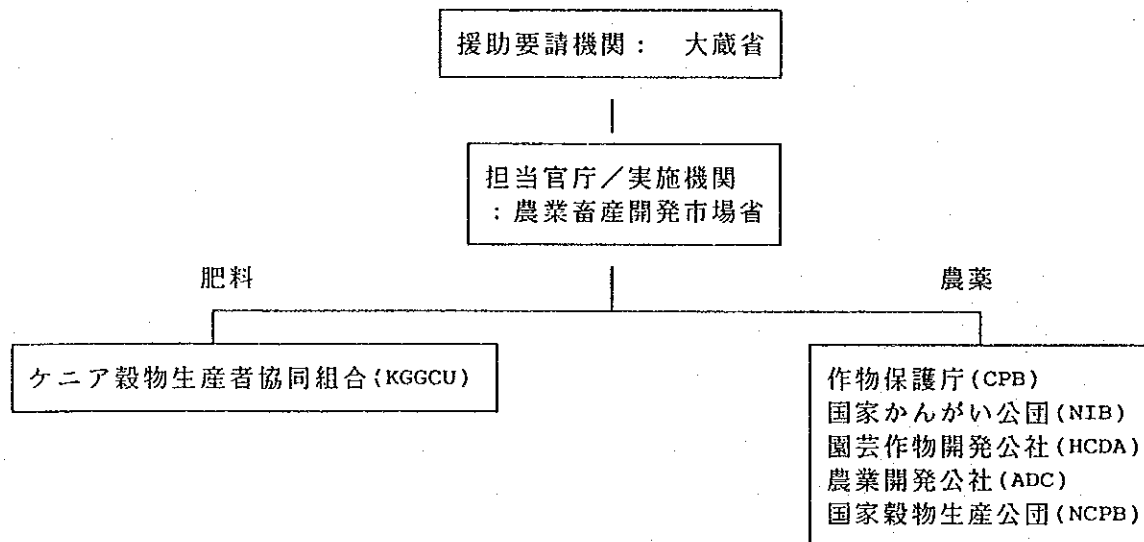 援助要請機関： 大蔵省
担当官庁／実施機関
：農業畜産開発市場省
肥料
農薬
ケニア穀物生産者協同組合(KGGCU)
作物保護庁(CPB)
国家かんがい公団(NIB)
園芸作物開発公社(HCDA)
農業開発公社(ADC)
国家穀物生産公団(NCPB)